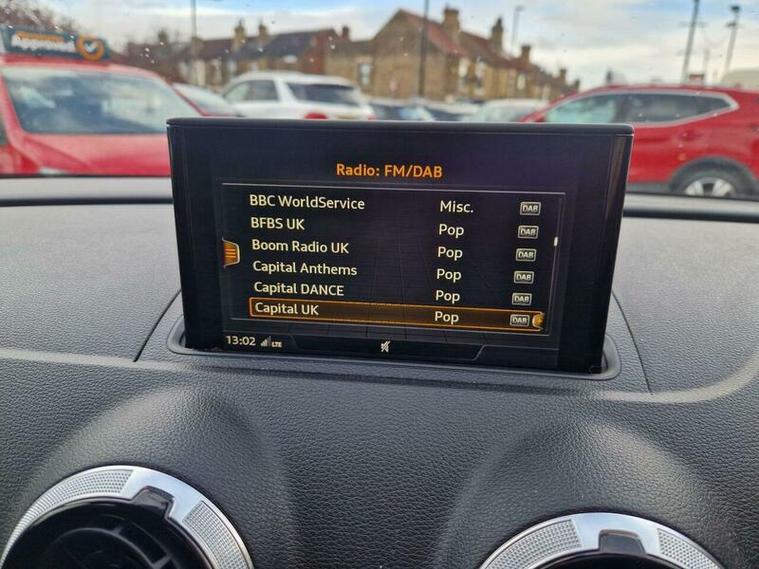 Approved
Radio: FM/DAB
BBC WorldService Misc. DAB
BFBS UK Pop DAB
Boom Radio UK Pop DAB
Capital Anthems Pop DAB
Capital DANCE Pop DAB
Capital UK Pop DAB
13:02 LTE